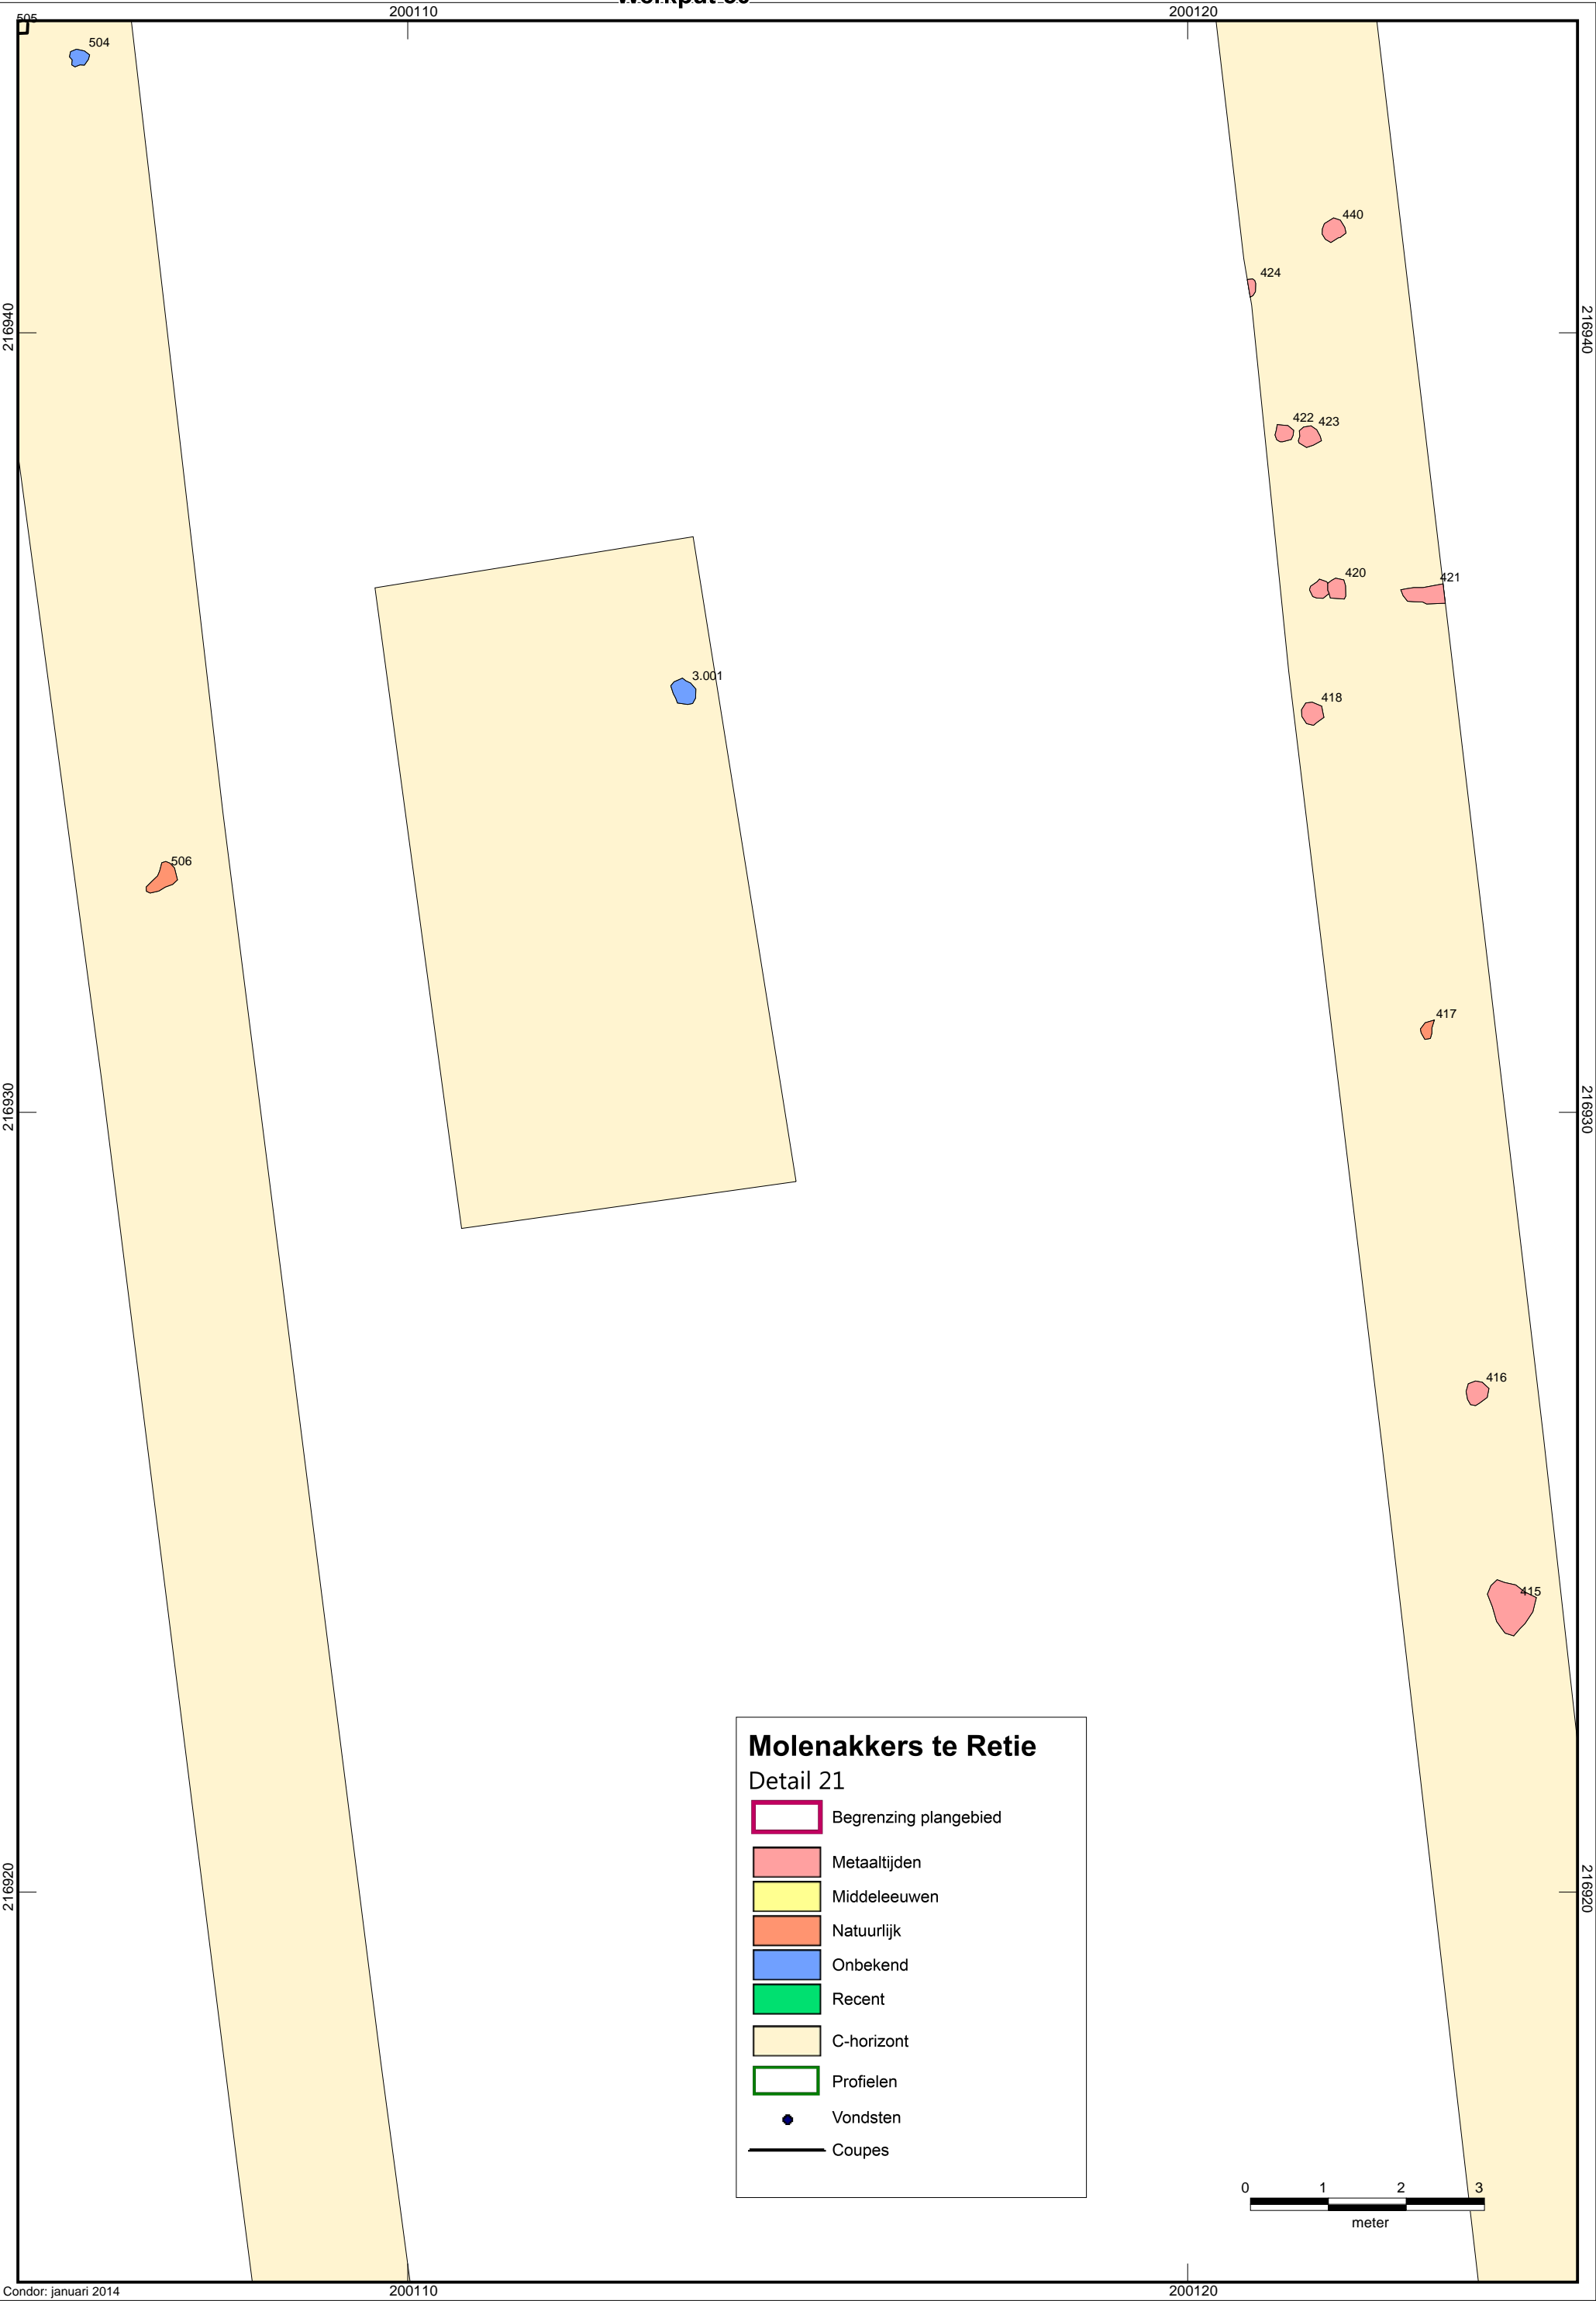 200110
200120
505
504
440
424
216940
216940
422
423
420
421
3.001
418
506
417
216930
216930
416
415
Molenakkers te Retie
Detail 21
Begrenzing plangebied
Metaaltijden
Middeleeuwen
Natuurlijk
Onbekend
Recent
C-horizont
Profielen
Vondsten
Coupes
216920
216920
0 1 2 3
meter
Condor: januari 2014
200110
200120